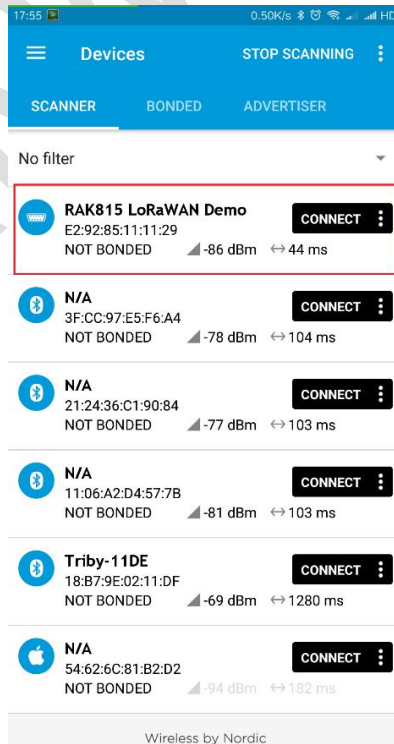 17:55 0.50K/s HD
Devices STOP SCANNING
SCANNER BONDED ADVERTISER
No filter
RAK815 LoRaWAN Demo
E2:92:85:11:11:29
CONNECT
NOT BONDED -86 dBm 44 ms
N/A
3F:CC:97:E5:F6:A4
CONNECT
NOT BONDED -78 dBm 104 ms
N/A
21:24:36:C1:90:84
CONNECT
NOT BONDED -77 dBm 103 ms
N/A
11:06:A2:D4:57:7B
CONNECT
NOT BONDED -81 dBm 103 ms
Triby-11DE
18:B7:9E:02:11:DF
CONNECT
NOT BONDED -69 dBm 1280 ms
N/A
54:62:6C:81:B2:D2
CONNECT
NOT BONDED -94 dBm 182 ms
Wireless by Nordic